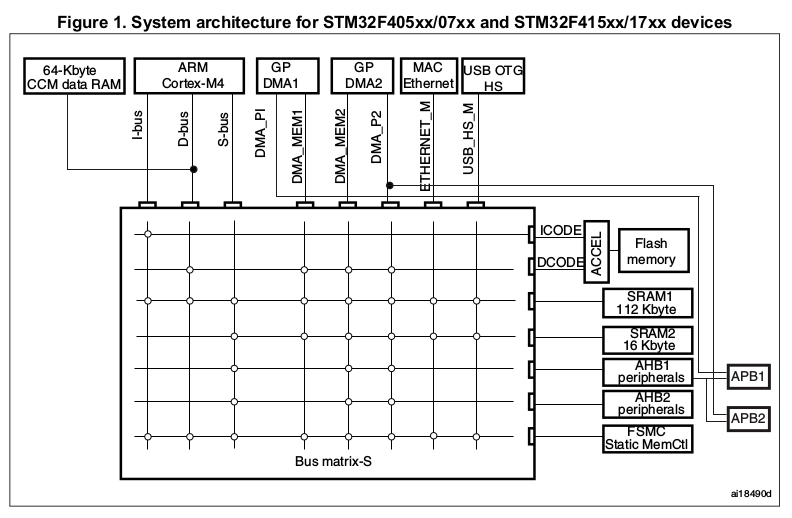 Figure 1. System architecture for STM32F405xx/07xx and STM32F415xx/17xx devices
64-Kbyte
CCM data RAM
ARM
Cortex-M4
GP
DMA1
GP
DMA2
MAC
Ethernet
USB OTG
HS
I-bus
D-bus
S-bus
DMA_PI
DMA_MEM1
DMA_MEM2
DMA_P2
ETHERNET_M
USB_HS_M
ICODE
DCODE
ACCEL
Flash
memory
SRAM1
112 Kbyte
SRAM2
16 Kbyte
AHB1
peripherals
AHB2
peripherals
FSMC
Static MemCtl
APB1
APB2
Bus matrix-S
ai18490d